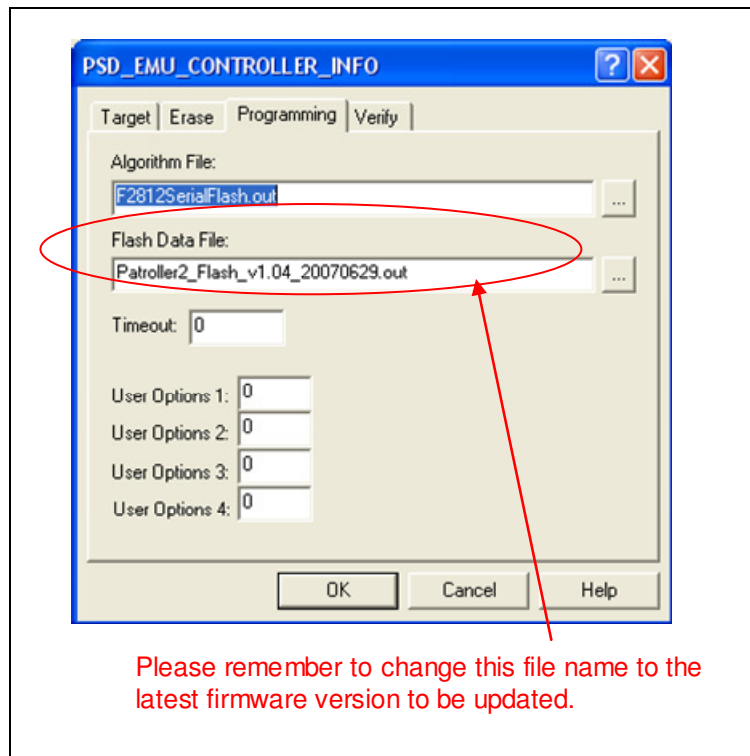 PSD_EMU_CONTROLLER_INFO
Target Erase Programming Verify
Algorithm File:
F2812SerialFlash.out ...
Flash Data File:
Patroller2_Flash_v1.04_20070629.out ...
Timeout: 0
User Options 1: 0
User Options 2: 0
User Options 3: 0
User Options 4: 0
OK Cancel Help
Please remember to change this file name to the
latest firmware version to be updated.